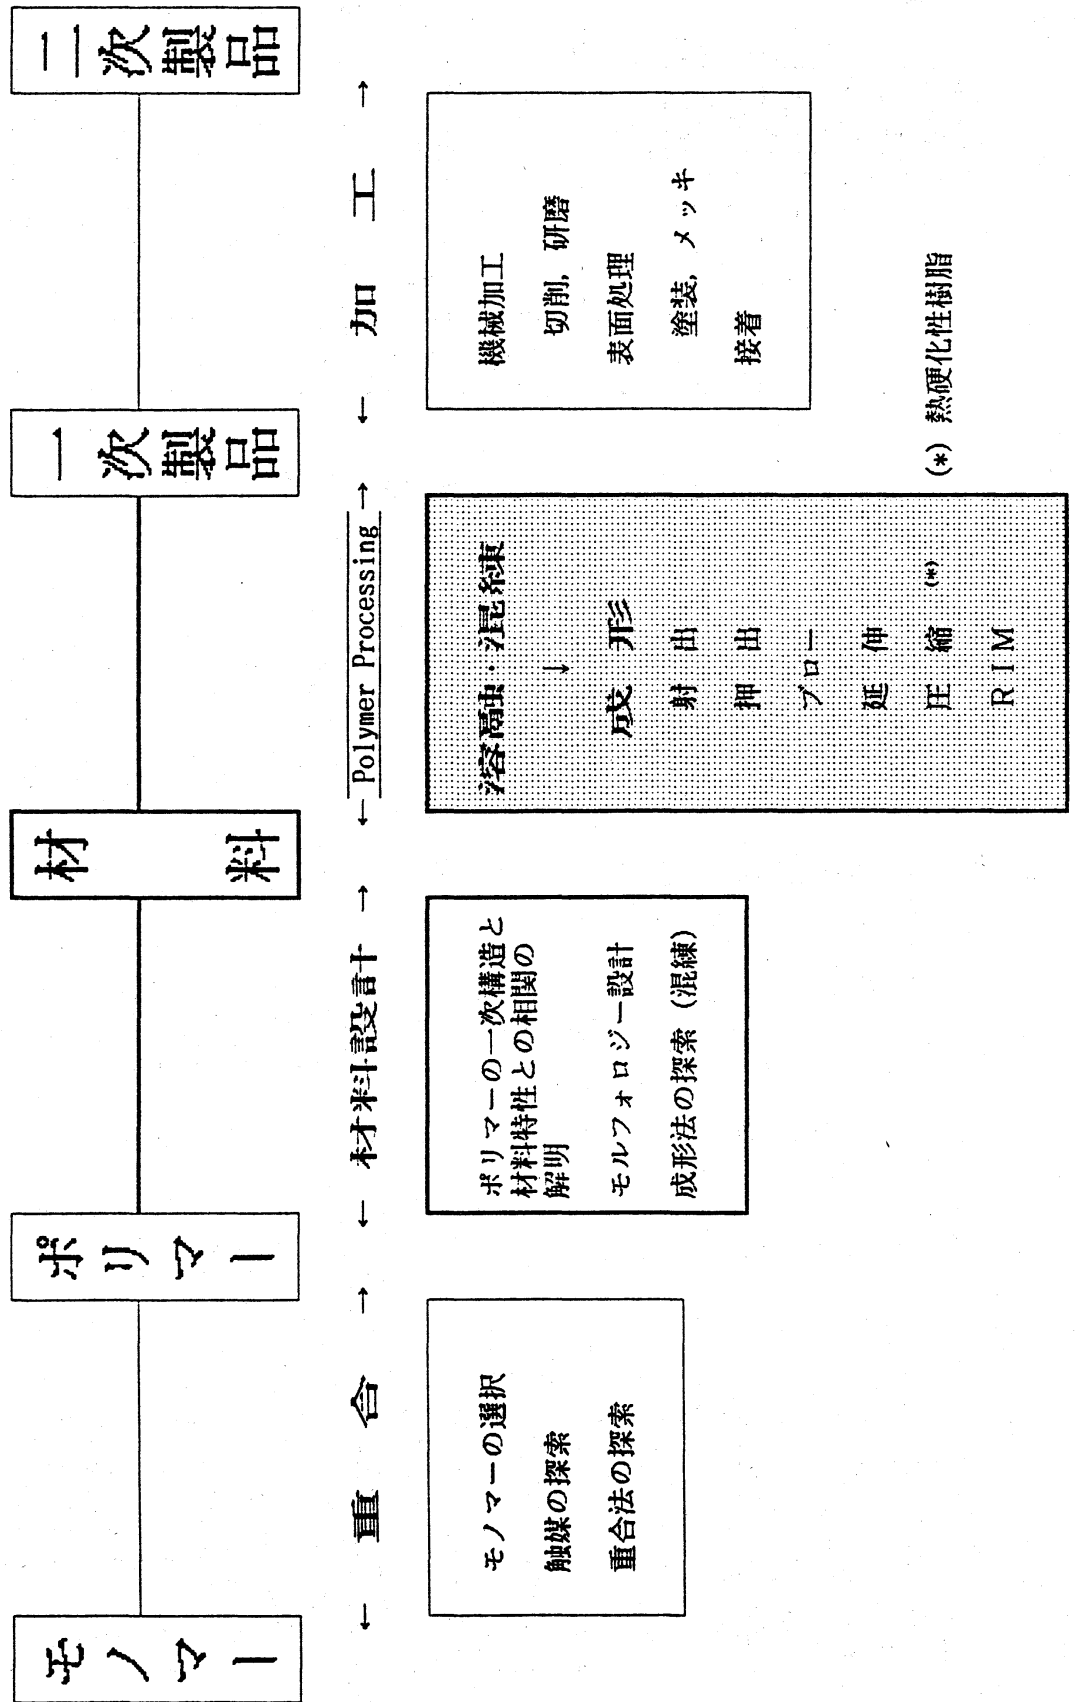 モノマー
ポリマー
材料
一次製品
二次製品
← 重合 →
← 材料設計 →
← Polymer Processing →
← 加工 →
モノマーの選択
触媒の探索
重合法の探索
ポリマーの一次構造と
材料特性との相関の
解明
モルフォロジー設計
成形法の探索(混練)
溶融・混練
↓
成形
射出
押出
ブロー
延伸
圧縮(*)
RIM
機械加工
切削,研磨
表面処理
塗装,メッキ
接着
(*)熱硬化性樹脂